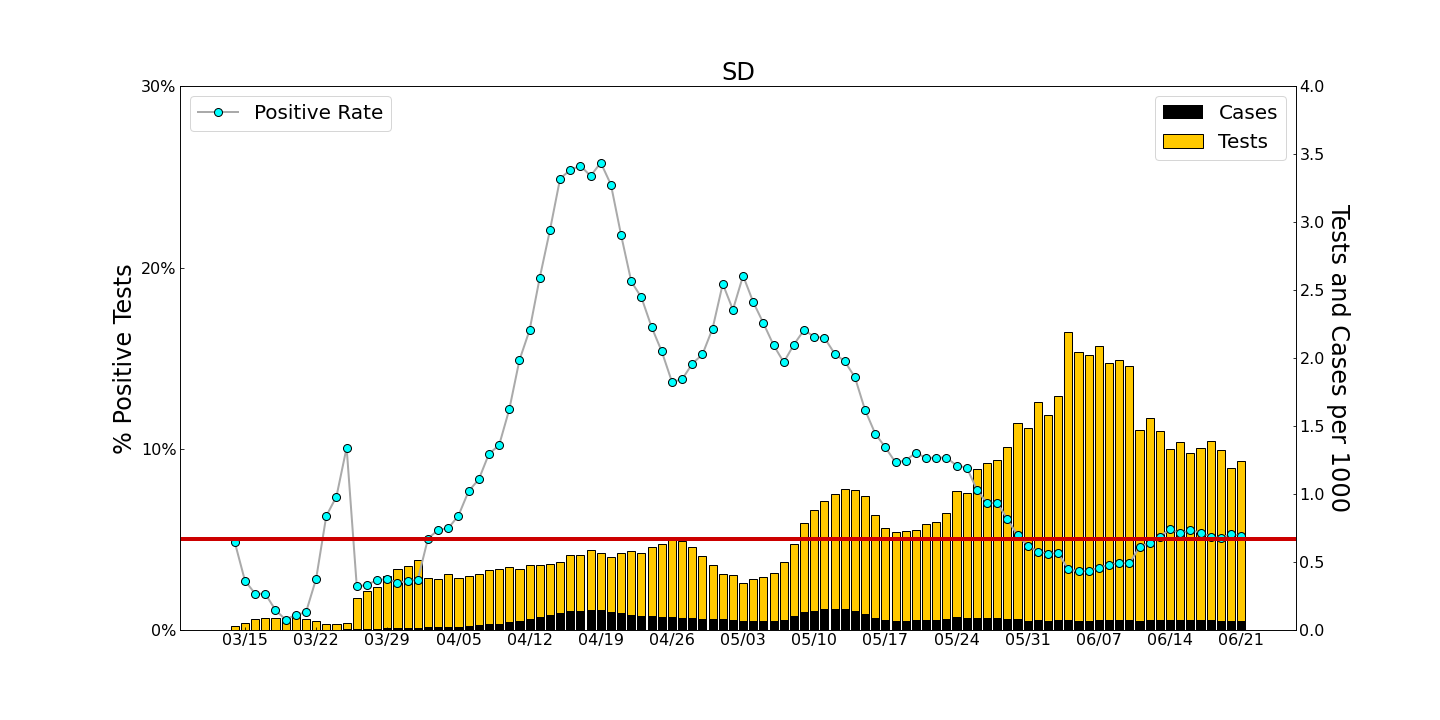 SD
Positive Rate
Cases
Tests
% Positive Tests
30%
20%
10%
0%
4.0
3.5
3.0
2.5
2.0
1.5
1.0
0.5
0.0
Tests and Cases per 1000
03/15 03/22 03/29 04/05 04/12 04/19 04/26 05/03 05/10 05/17 05/24 05/31 06/07 06/14 06/21